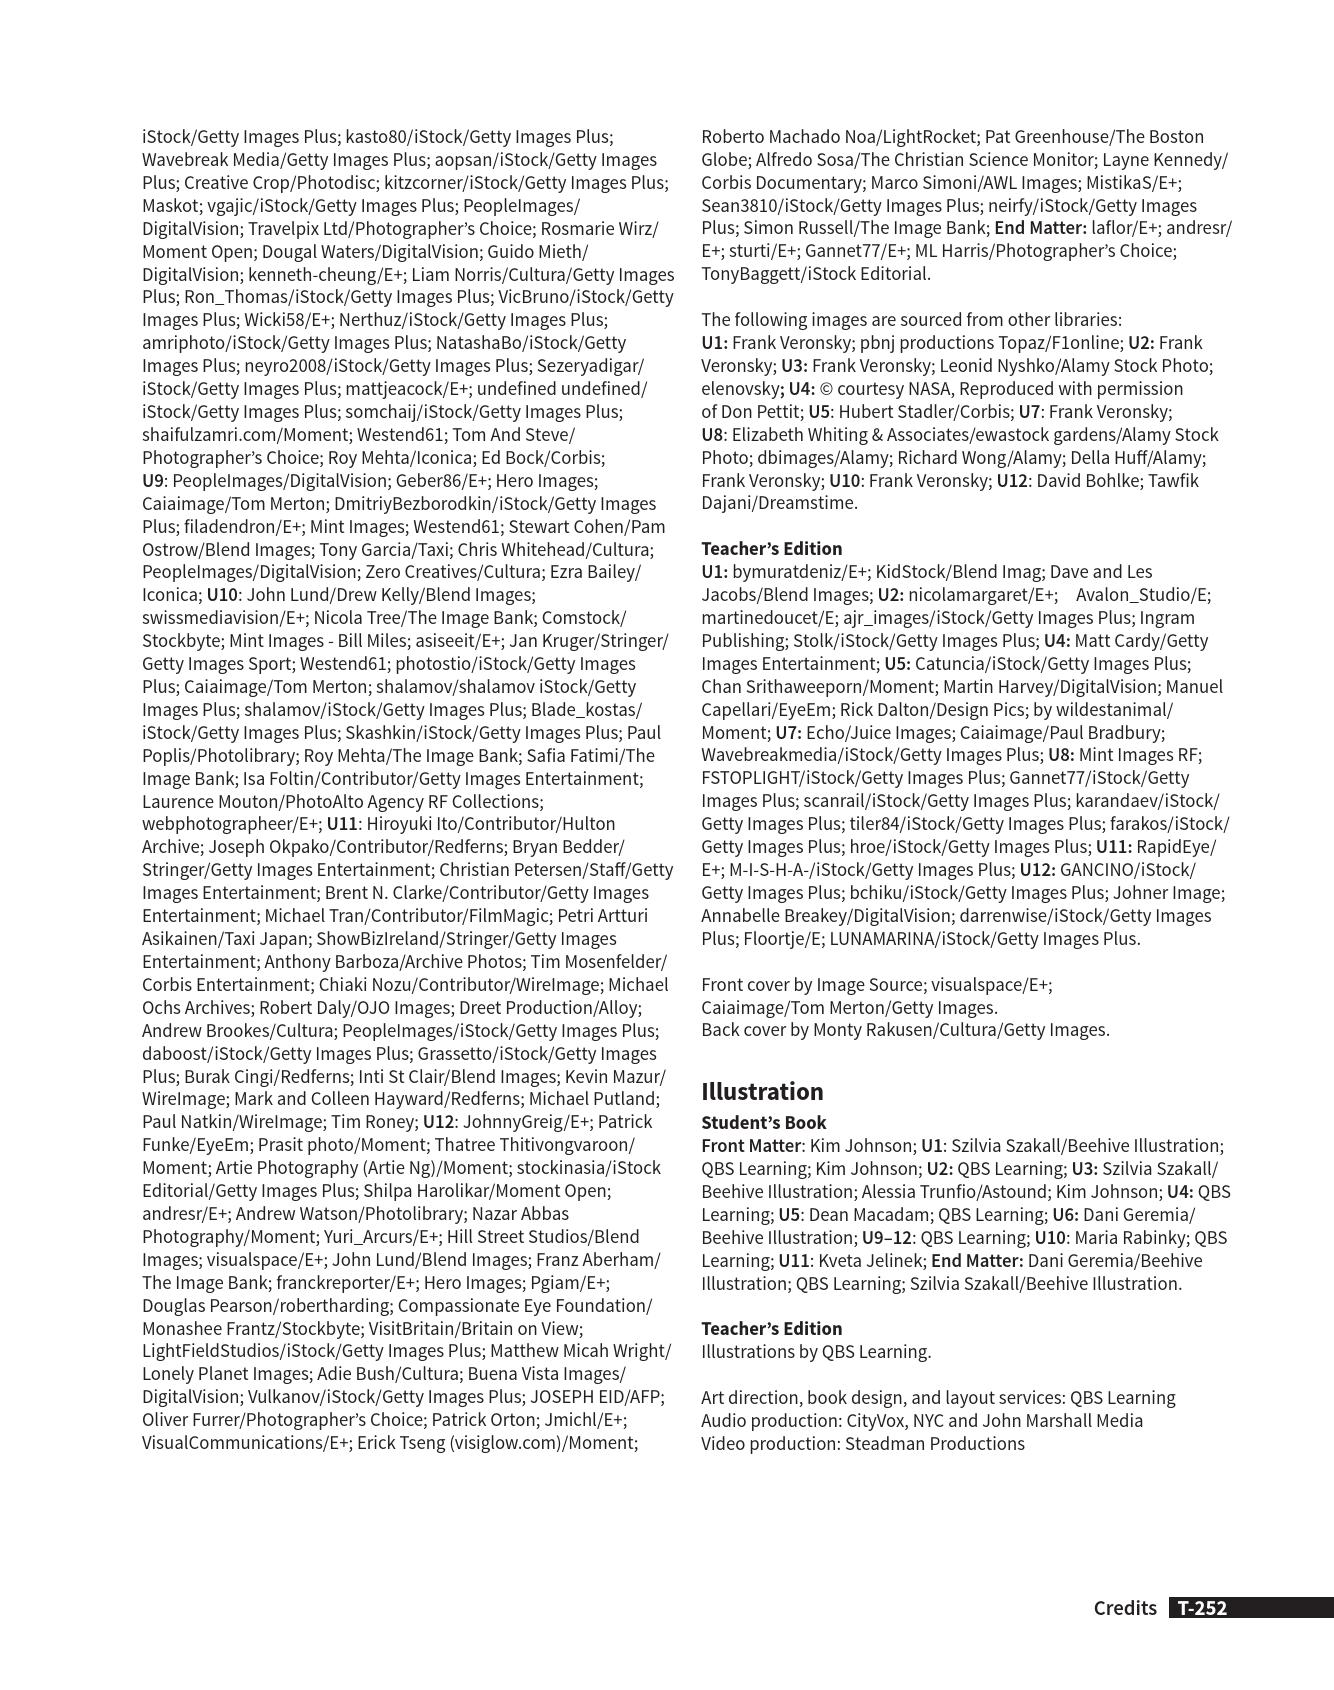 iStock/Getty Images Plus; kasto80/iStock/Getty Images Plus;
Wavebreak Media/Getty Images Plus; aopsan/iStock/Getty Images
Plus; Creative Crop/Photodisc; kitzcorner/iStock/Getty Images Plus;
Maskot; vgajic/iStock/Getty Images Plus; PeopleImages/
DigitalVision; Travelpix Ltd/Photographer’s Choice; Rosmarie Wirz/
Moment Open; Dougal Waters/DigitalVision; Guido Mieth/
DigitalVision; kenneth-cheung/E+; Liam Norris/Cultura/Getty Images
Plus; Ron_Thomas/iStock/Getty Images Plus; VicBruno/iStock/Getty
Images Plus; Wicki58/E+; Nerthuz/iStock/Getty Images Plus;
amriphoto/iStock/Getty Images Plus; NatashaBo/iStock/Getty
Images Plus; neyro2008/iStock/Getty Images Plus; Sezeryadigar/
iStock/Getty Images Plus; mattjeacock/E+; undefined undefined/
iStock/Getty Images Plus; somchaij/iStock/Getty Images Plus;
shaifulzamri.com/Moment; Westend61; Tom And Steve/
Photographer’s Choice; Roy Mehta/Iconica; Ed Bock/Corbis;
U9: PeopleImages/DigitalVision; Geber86/E+; Hero Images;
Caiaimage/Tom Merton; DmitriyBezborodkin/iStock/Getty Images
Plus; filadendron/E+; Mint Images; Westend61; Stewart Cohen/Pam
Ostrow/Blend Images; Tony Garcia/Taxi; Chris Whitehead/Cultura;
PeopleImages/DigitalVision; Zero Creatives/Cultura; Ezra Bailey/
Iconica; U10: John Lund/Drew Kelly/Blend Images;
swissmediavision/E+; Nicola Tree/The Image Bank; Comstock/
Stockbyte; Mint Images - Bill Miles; asiseeit/E+; Jan Kruger/Stringer/
Getty Images Sport; Westend61; photostio/iStock/Getty Images
Plus; Caiaimage/Tom Merton; shalamov/shalamov iStock/Getty
Images Plus; shalamov/iStock/Getty Images Plus; Blade_kostas/
iStock/Getty Images Plus; Skashkin/iStock/Getty Images Plus; Paul
Poplis/Photolibrary; Roy Mehta/The Image Bank; Safia Fatimi/The
Image Bank; Isa Foltin/Contributor/Getty Images Entertainment;
Laurence Mouton/PhotoAlto Agency RF Collections;
webphotographeer/E+; U11: Hiroyuki Ito/Contributor/Hulton
Archive; Joseph Okpako/Contributor/Redferns; Bryan Bedder/
Stringer/Getty Images Entertainment; Christian Petersen/Staff/Getty
Images Entertainment; Brent N. Clarke/Contributor/Getty Images
Entertainment; Michael Tran/Contributor/FilmMagic; Petri Artturi
Asikainen/Taxi Japan; ShowBizIreland/Stringer/Getty Images
Entertainment; Anthony Barboza/Archive Photos; Tim Mosenfelder/
Corbis Entertainment; Chiaki Nozu/Contributor/WireImage; Michael
Ochs Archives; Robert Daly/OJO Images; Dreet Production/Alloy;
Andrew Brookes/Cultura; PeopleImages/iStock/Getty Images Plus;
daboost/iStock/Getty Images Plus; Grassetto/iStock/Getty Images
Plus; Burak Cingi/Redferns; Inti St Clair/Blend Images; Kevin Mazur/
WireImage; Mark and Colleen Hayward/Redferns; Michael Putland;
Paul Natkin/WireImage; Tim Roney; U12: JohnnyGreig/E+; Patrick
Funke/EyeEm; Prasit photo/Moment; Thatree Thitivongvaroon/
Moment; Artie Photography (Artie Ng)/Moment; stockinasia/iStock
Editorial/Getty Images Plus; Shilpa Harolikar/Moment Open;
andresr/E+; Andrew Watson/Photolibrary; Nazar Abbas
Photography/Moment; Yuri_Arcurs/E+; Hill Street Studios/Blend
Images; visualspace/E+; John Lund/Blend Images; Franz Aberham/
The Image Bank; franckreporter/E+; Hero Images; Pgiam/E+;
Douglas Pearson/robertharding; Compassionate Eye Foundation/
Monashee Frantz/Stockbyte; VisitBritain/Britain on View;
LightFieldStudios/iStock/Getty Images Plus; Matthew Micah Wright/
Lonely Planet Images; Adie Bush/Cultura; Buena Vista Images/
DigitalVision; Vulkanov/iStock/Getty Images Plus; JOSEPH EID/AFP;
Oliver Furrer/Photographer’s Choice; Patrick Orton; Jmichl/E+;
VisualCommunications/E+; Erick Tseng (visiglow.com)/Moment;
Roberto Machado Noa/LightRocket; Pat Greenhouse/The Boston
Globe; Alfredo Sosa/The Christian Science Monitor; Layne Kennedy/
Corbis Documentary; Marco Simoni/AWL Images; MistikaS/E+;
Sean3810/iStock/Getty Images Plus; neirfy/iStock/Getty Images
Plus; Simon Russell/The Image Bank; End Matter: laflor/E+; andresr/
E+; sturti/E+; Gannet77/E+; ML Harris/Photographer’s Choice;
TonyBaggett/iStock Editorial.
The following images are sourced from other libraries:
U1: Frank Veronsky; pbnj productions Topaz/F1online; U2: Frank
Veronsky; U3: Frank Veronsky; Leonid Nyshko/Alamy Stock Photo;
elenovsky; U4: © courtesy NASA, Reproduced with permission
of Don Pettit; U5: Hubert Stadler/Corbis; U7: Frank Veronsky;
U8: Elizabeth Whiting & Associates/ewastock gardens/Alamy Stock
Photo; dbimages/Alamy; Richard Wong/Alamy; Della Huff/Alamy;
Frank Veronsky; U10: Frank Veronsky; U12: David Bohlke; Tawfik
Dajani/Dreamstime.
Teacher’s Edition
U1: bymuratdeniz/E+; KidStock/Blend Imag; Dave and Les
Jacobs/Blend Images; U2: nicolamargaret/E+; Avalon_Studio/E;
martinedoucet/E; ajr_images/iStock/Getty Images Plus; Ingram
Publishing; Stolk/iStock/Getty Images Plus; U4: Matt Cardy/Getty
Images Entertainment; U5: Catuncia/iStock/Getty Images Plus;
Chan Srithaweeporn/Moment; Martin Harvey/DigitalVision; Manuel
Capellari/EyeEm; Rick Dalton/Design Pics; by wildestanimal/
Moment; U7: Echo/Juice Images; Caiaimage/Paul Bradbury;
Wavebreakmedia/iStock/Getty Images Plus; U8: Mint Images RF;
FSTOPLIGHT/iStock/Getty Images Plus; Gannet77/iStock/Getty
Images Plus; scanrail/iStock/Getty Images Plus; karandaev/iStock/
Getty Images Plus; tiler84/iStock/Getty Images Plus; farakos/iStock/
Getty Images Plus; hroe/iStock/Getty Images Plus; U11: RapidEye/
E+; M-I-S-H-A-/iStock/Getty Images Plus; U12: GANCINO/iStock/
Getty Images Plus; bchiku/iStock/Getty Images Plus; Johner Image;
Annabelle Breakey/DigitalVision; darrenwise/iStock/Getty Images
Plus; Floortje/E; LUNAMARINA/iStock/Getty Images Plus.
Front cover by Image Source; visualspace/E+;
Caiaimage/Tom Merton/Getty Images.
Back cover by Monty Rakusen/Cultura/Getty Images.
Illustration
Student’s Book
Front Matter: Kim Johnson; U1: Szilvia Szakall/Beehive Illustration;
QBS Learning; Kim Johnson; U2: QBS Learning; U3: Szilvia Szakall/
Beehive Illustration; Alessia Trunfio/Astound; Kim Johnson; U4: QBS
Learning; U5: Dean Macadam; QBS Learning; U6: Dani Geremia/
Beehive Illustration; U9–12: QBS Learning; U10: Maria Rabinky; QBS
Learning; U11: Kveta Jelinek; End Matter: Dani Geremia/Beehive
Illustration; QBS Learning; Szilvia Szakall/Beehive Illustration.
Teacher’s Edition
Illustrations by QBS Learning.
Art direction, book design, and layout services: QBS Learning
Audio production: CityVox, NYC and John Marshall Media
Video production: Steadman Productions
Credits T-252